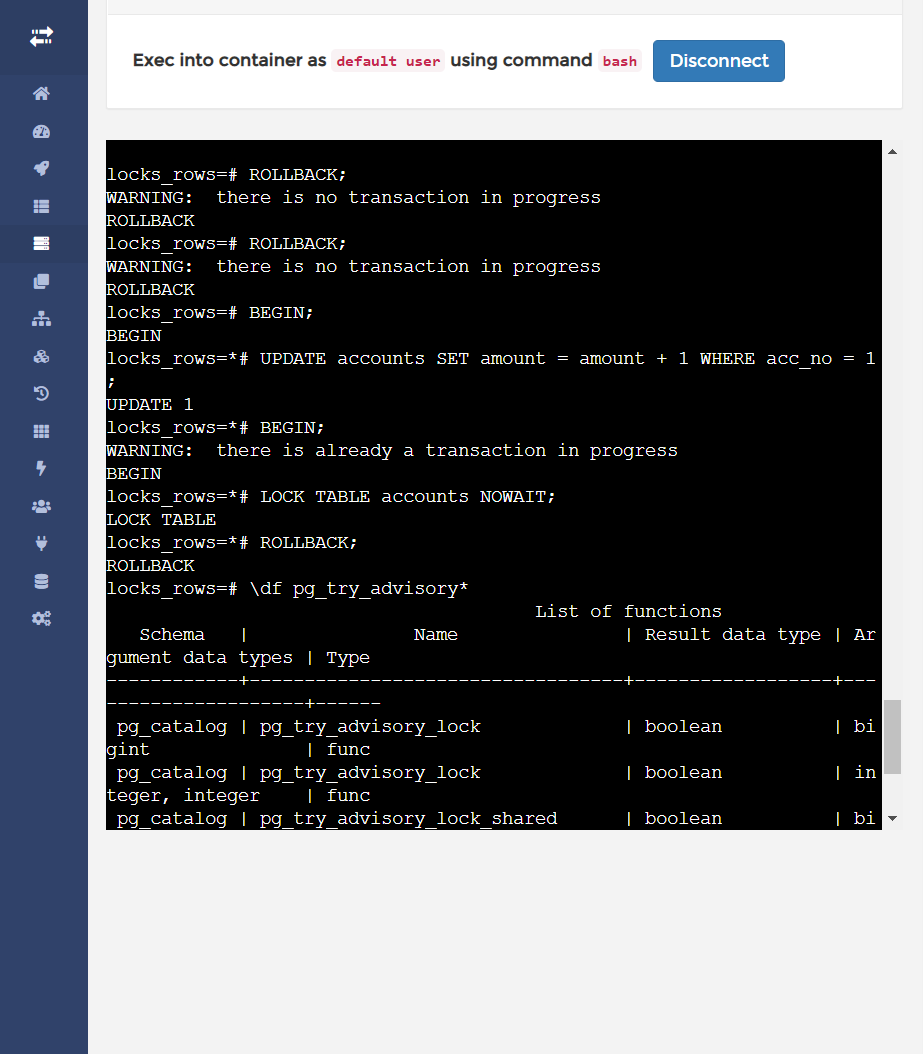 Exec into container as default user using command bash Disconnect
locks_rows=# ROLLBACK;
WARNING:  there is no transaction in progress
ROLLBACK
locks_rows=# ROLLBACK;
WARNING:  there is no transaction in progress
ROLLBACK
locks_rows=# BEGIN;
BEGIN
locks_rows=*# UPDATE accounts SET amount = amount + 1 WHERE acc_no = 1
;
UPDATE 1
locks_rows=*# BEGIN;
WARNING:  there is already a transaction in progress
BEGIN
locks_rows=*# LOCK TABLE accounts NOWAIT;
LOCK TABLE
locks_rows=*# ROLLBACK;
ROLLBACK
locks_rows=# \df pg_try_advisory*
                                       List of functions
   Schema   |               Name               | Result data type | Ar
gument data types | Type
------------+----------------------------------+------------------+---
------------------+------
 pg_catalog | pg_try_advisory_lock             | boolean          | bi
gint              | func
 pg_catalog | pg_try_advisory_lock             | boolean          | in
teger, integer    | func
 pg_catalog | pg_try_advisory_lock_shared      | boolean          | bi